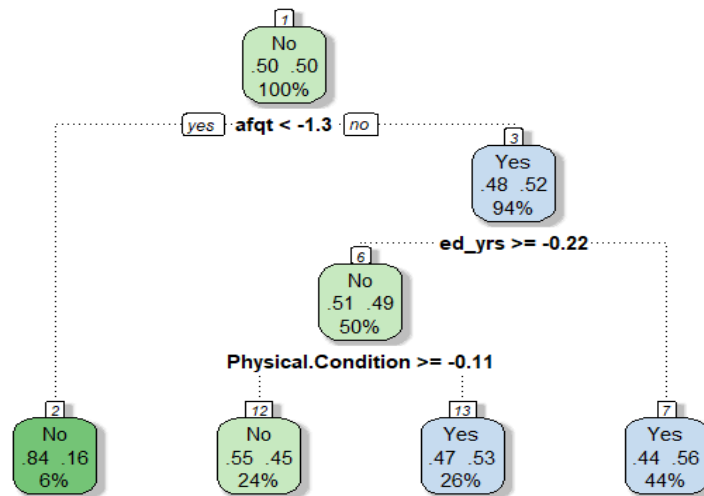 1
No
.50 .50
100%
yes afqt < -1.3 no
3
Yes
.48 .52
94%
ed_yrs >= -0.22
6
No
.51 .49
50%
Physical.Condition >= -0.11
2
No
.84 .16
6%
12
No
.55 .45
24%
13
Yes
.47 .53
26%
7
Yes
.44 .56
44%